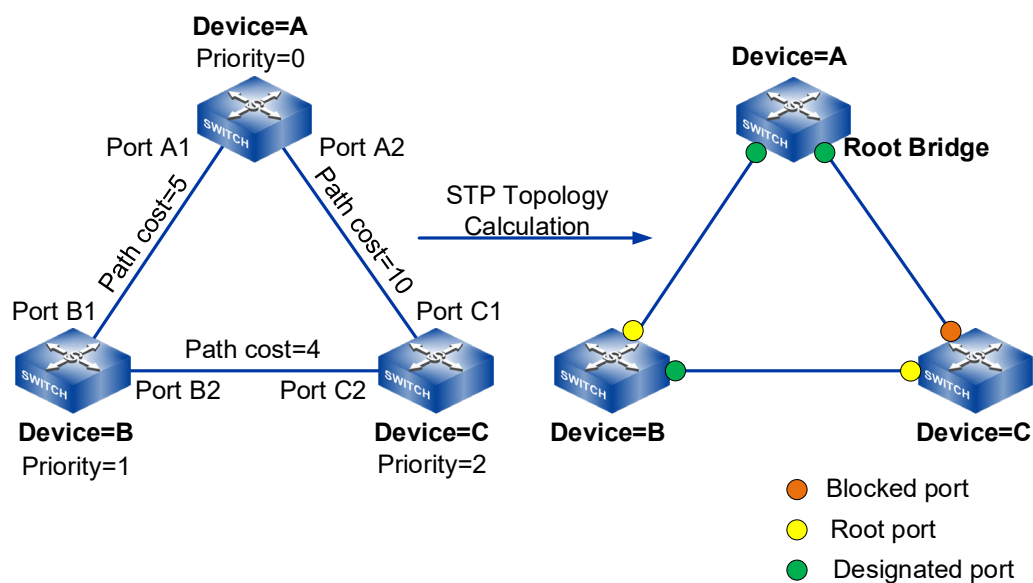 Device=A
Priority=0
SWITCH
Port A1
Port A2
Path cost=5
Path cost=10
Port B1
Port C1
Path cost=4
SWITCH
SWITCH
Port B2
Port C2
Device=B
Priority=1
Device=C
Priority=2
STP Topology
Calculation
Device=A
SWITCH
Root Bridge
SWITCH
SWITCH
Device=B
Device=C
Blocked port
Root port
Designated port